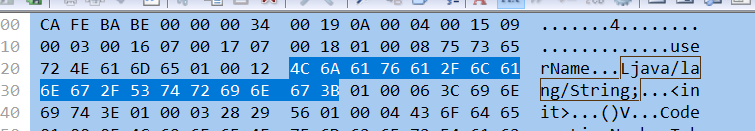 00 CA FE BA BE 00 00 00 34 00 19 0A 00 04 00 15 09 .......4........
10 00 03 00 16 07 00 17 07 00 18 01 00 08 75 73 65 .............use
20 72 4E 61 6D 65 01 00 12 4C 6A 61 76 61 2F 6C 61 rName...Ljava/la
30 6E 67 2F 53 74 72 69 6E 67 3B 01 00 06 3C 69 6E ng/String;...<in
40 69 74 3E 01 00 03 28 29 56 01 00 04 43 6F 64 65 it>...()V...Code